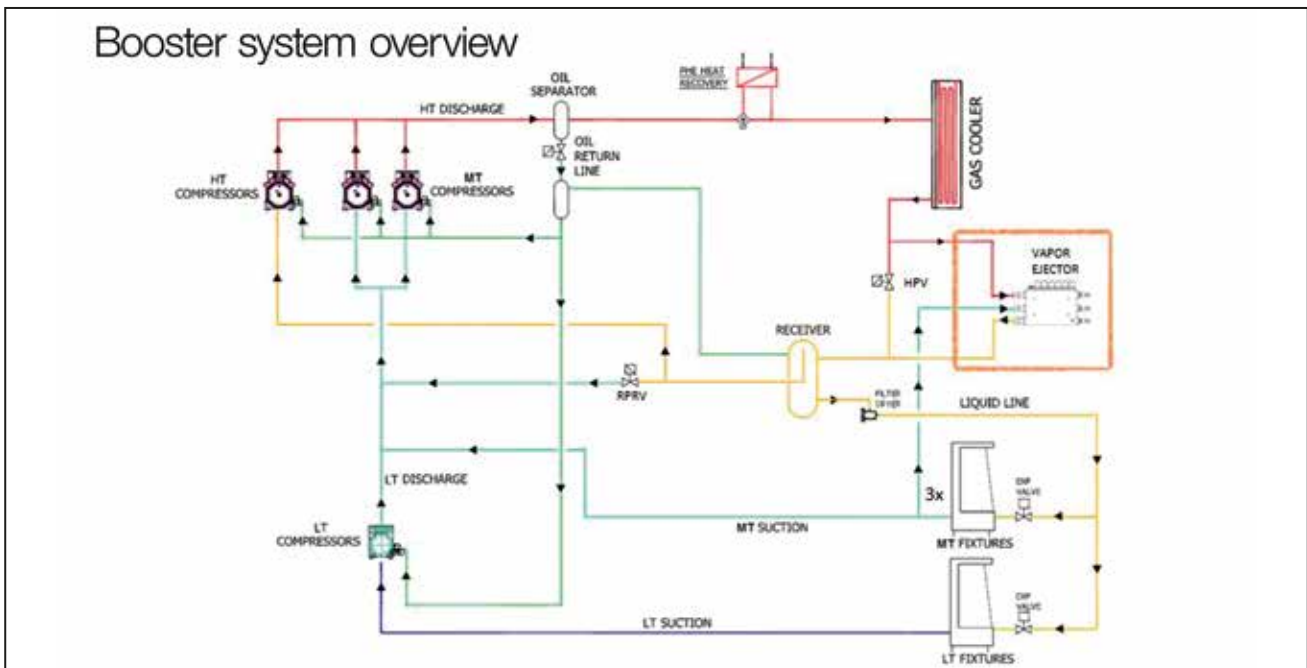 Booster system overview
PHE HEAT
RECOVERY
OIL
SEPARATOR
HT DISCHARGE
OIL
RETURN
LINE
GAS COOLER
HT
COMPRESSORS
MT
COMPRESSORS
VAPOR
EJECTOR
HPV
RECEIVER
RPRV
FILTER
DRYER
LIQUID LINE
LT DISCHARGE
3x
EXP
VALVE
LT
COMPRESSORS
MT SUCTION
MT FIXTURES
EXP
VALVE
LT SUCTION
LT FIXTURES